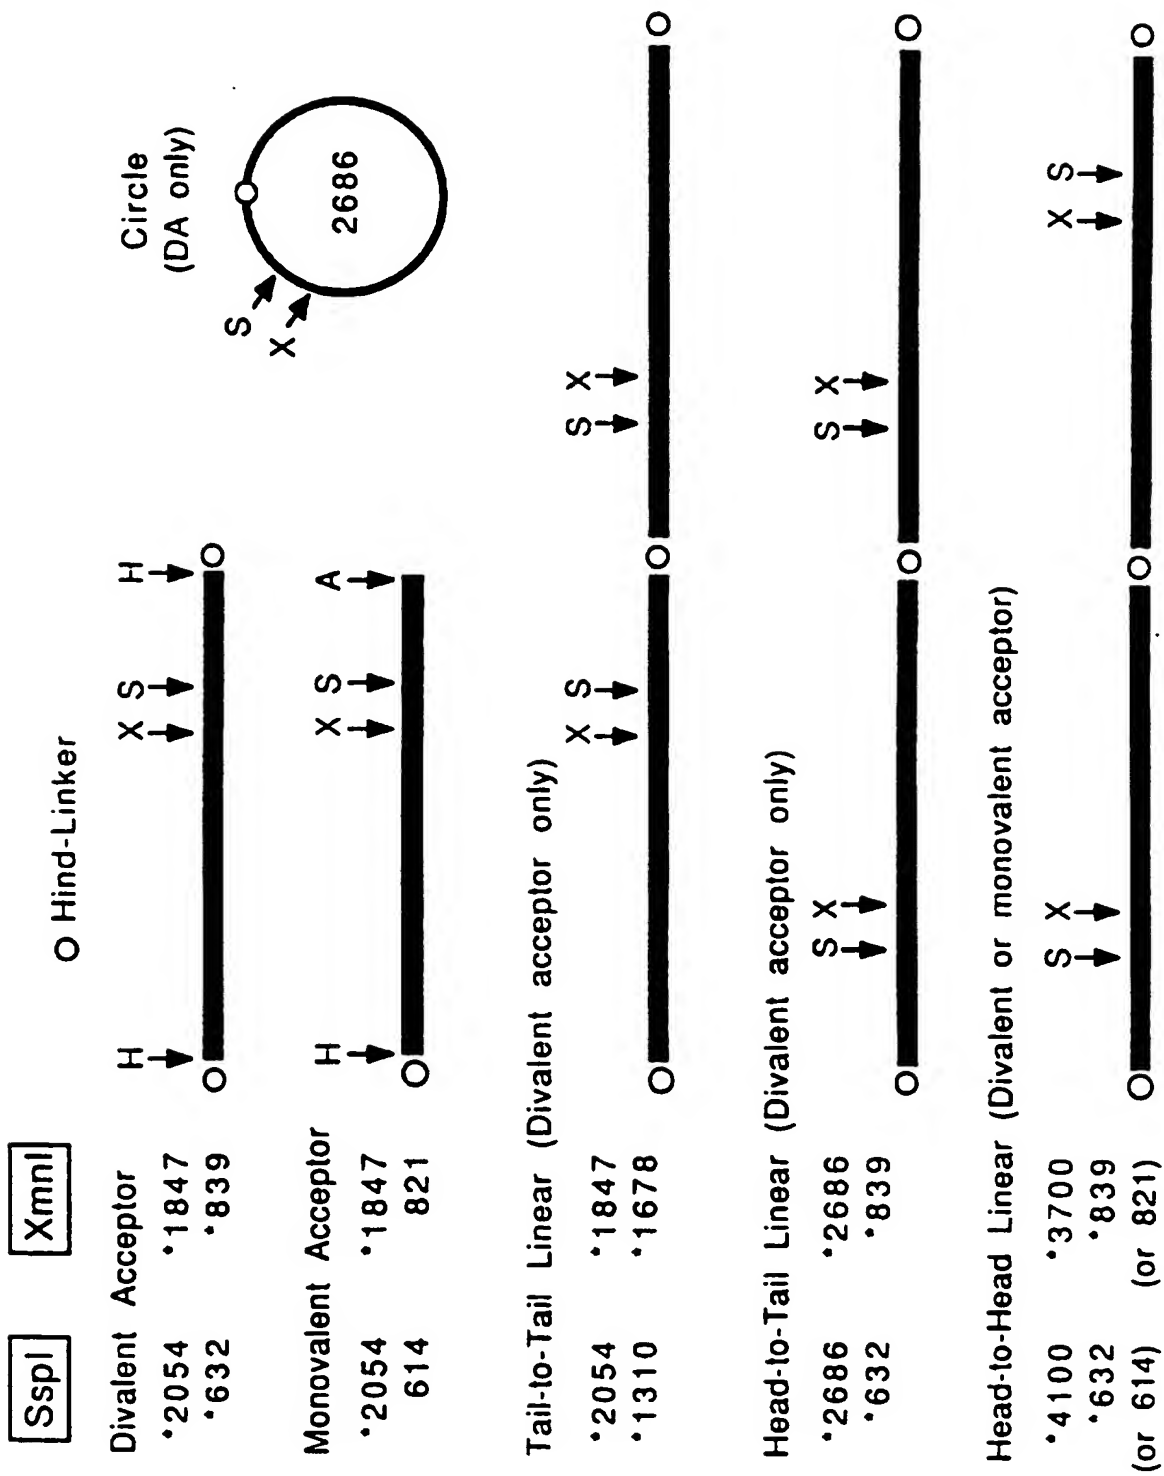 SspI XmnI
O Hind-Linker
Circle
(DA only)
2686
S
X
Divalent Acceptor
*2054 *1847
*632 *839
H X S H
Monovalent Acceptor
*2054 *1847
614 821
H X S A
Tail-to-Tail Linear (Divalent acceptor only)
*2054 *1847
*1310 *1678
X S S X
Head-to-Tail Linear (Divalent acceptor only)
*2686 *2686
*632 *839
S X S X
Head-to-Head Linear (Divalent or monovalent acceptor)
*4100 *3700
*632 *839
(or 614) (or 821)
S X X S